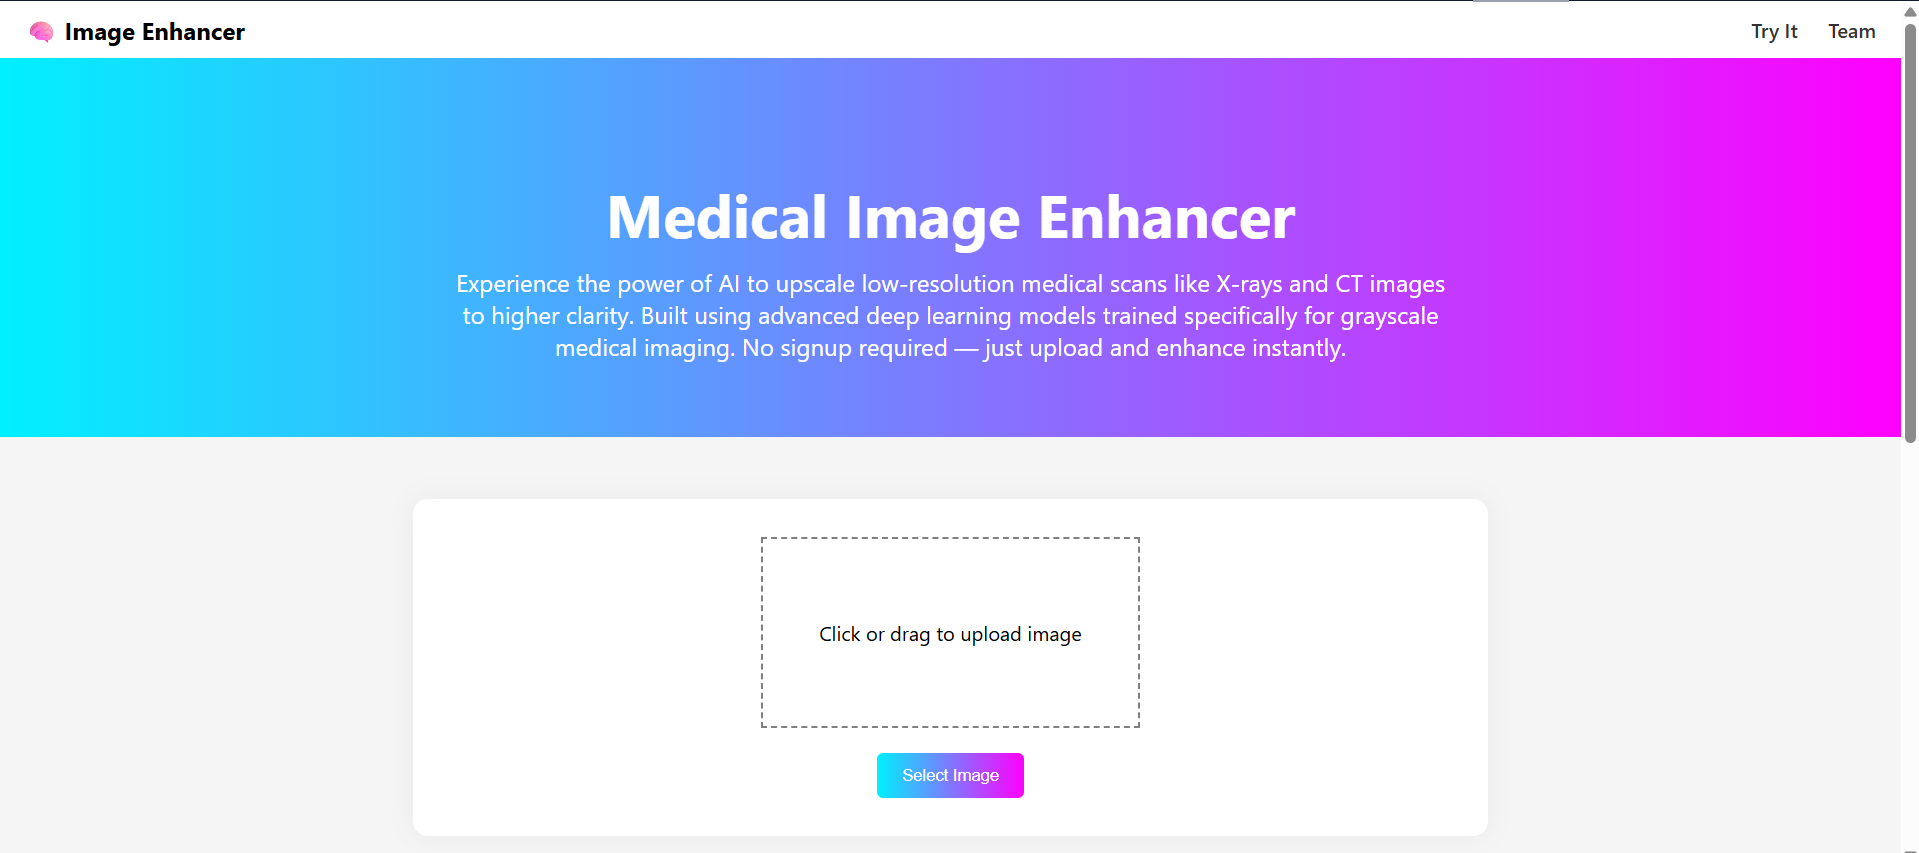 Image Enhancer
Try It
Team
Medical Image Enhancer
Experience the power of AI to upscale low-resolution medical scans like X-rays and CT images
to higher clarity. Built using advanced deep learning models trained specifically for grayscale
medical imaging. No signup required — just upload and enhance instantly.
Click or drag to upload image
Select Image